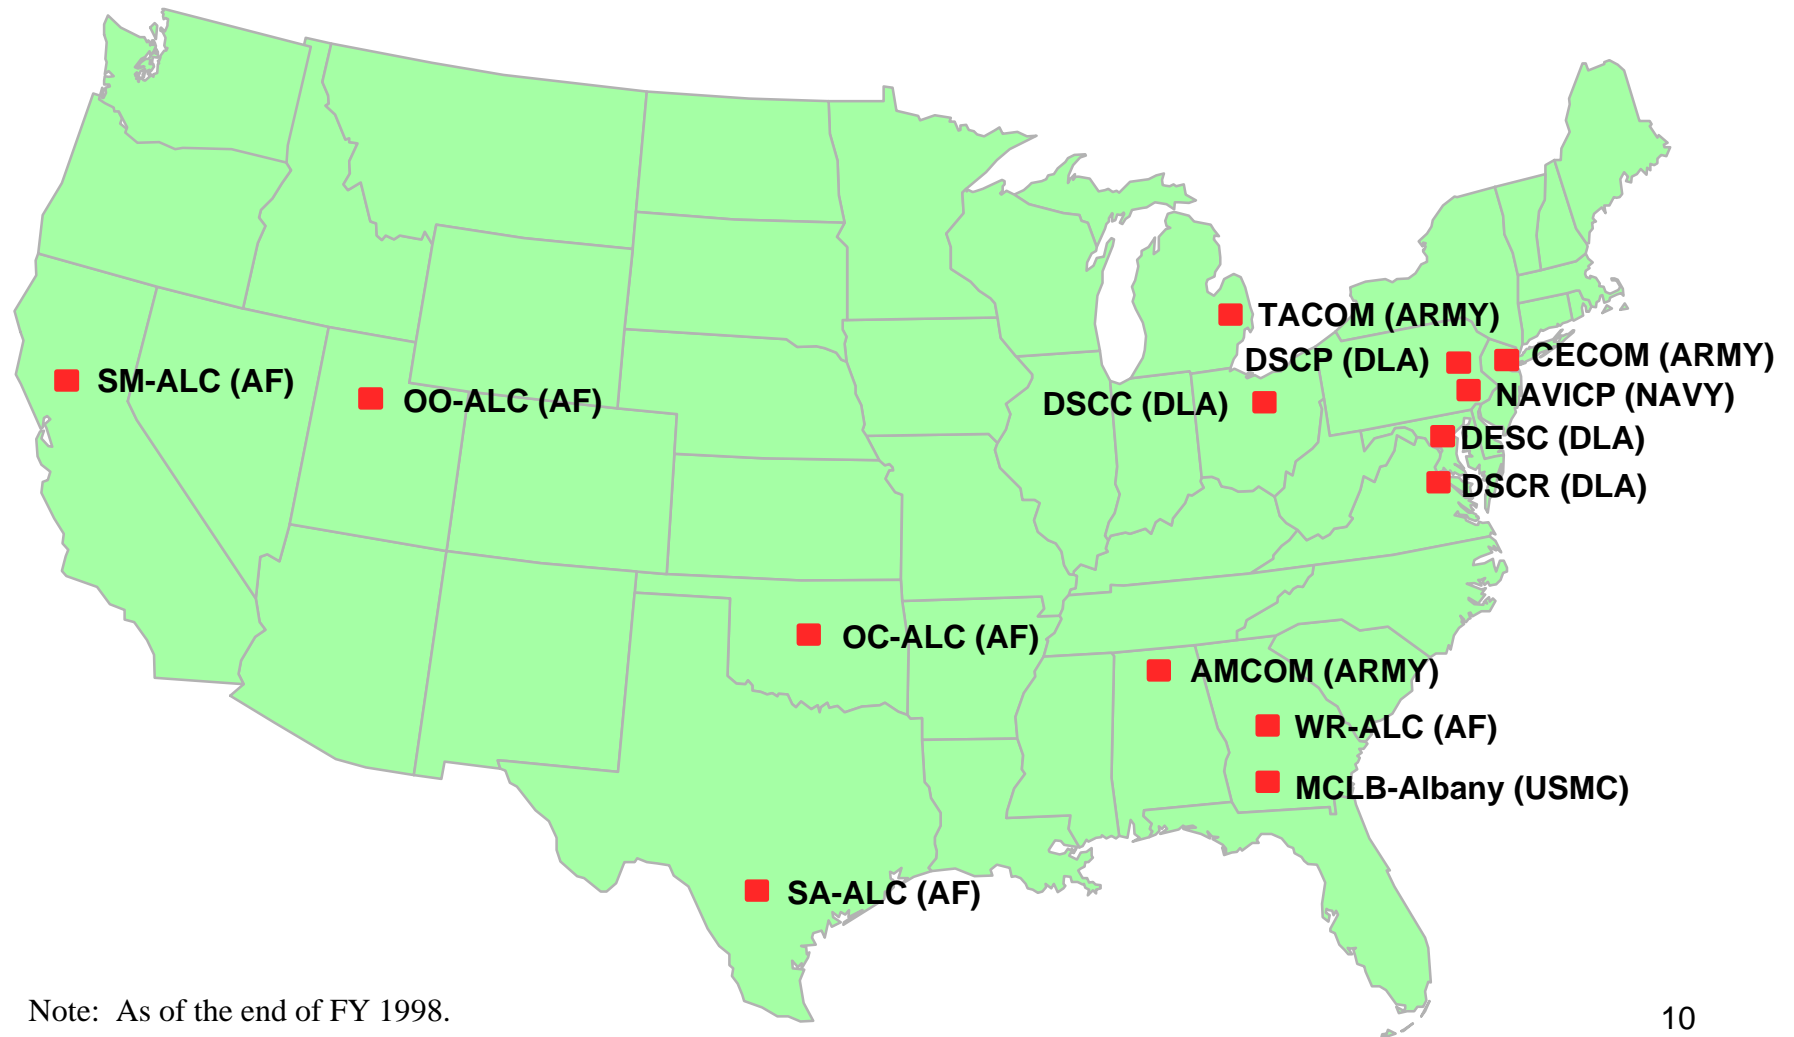 TACOM (ARMY)
DSCP (DLA)
CECOM (ARMY)
SM-ALC (AF)
OO-ALC (AF)
DSCC (DLA)
NAVICP (NAVY)
DESC (DLA)
DSCR (DLA)
OC-ALC (AF)
AMCOM (ARMY)
WR-ALC (AF)
MCLB-Albany (USMC)
SA-ALC (AF)
Note: As of the end of FY 1998.
10